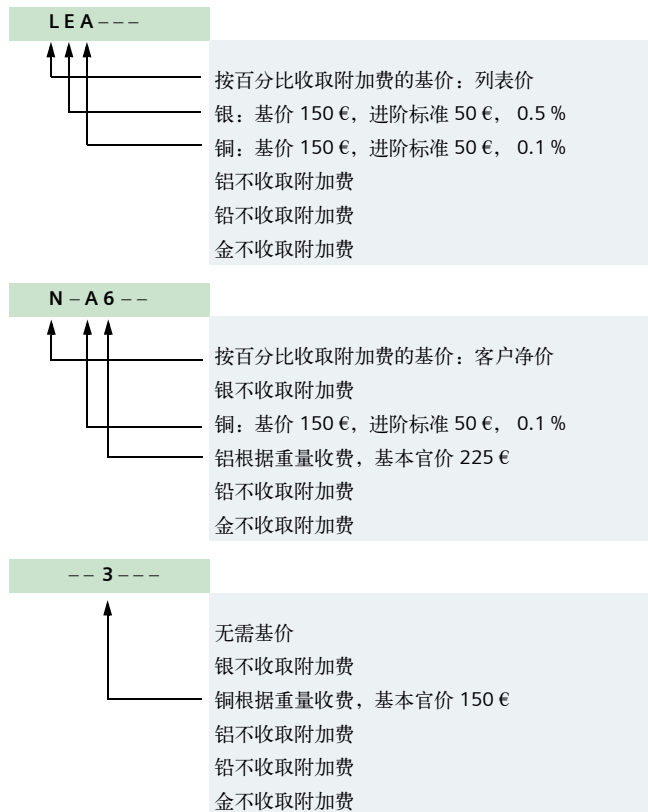 L E A – – –
按百分比收取附加费的基价：列表价
银：基价 150 €，进阶标准 50 €， 0.5 %
铜：基价 150 €，进阶标准 50 €， 0.1 %
铝不收取附加费
铅不收取附加费
金不收取附加费
N – A 6 – –
按百分比收取附加费的基价：客户净价
银不收取附加费
铜：基价 150 €，进阶标准 50 €， 0.1 %
铝根据重量收费，基本官价 225 €
铅不收取附加费
金不收取附加费
– – 3 – – –
无需基价
银不收取附加费
铜根据重量收费，基本官价 150 €
铝不收取附加费
铅不收取附加费
金不收取附加费